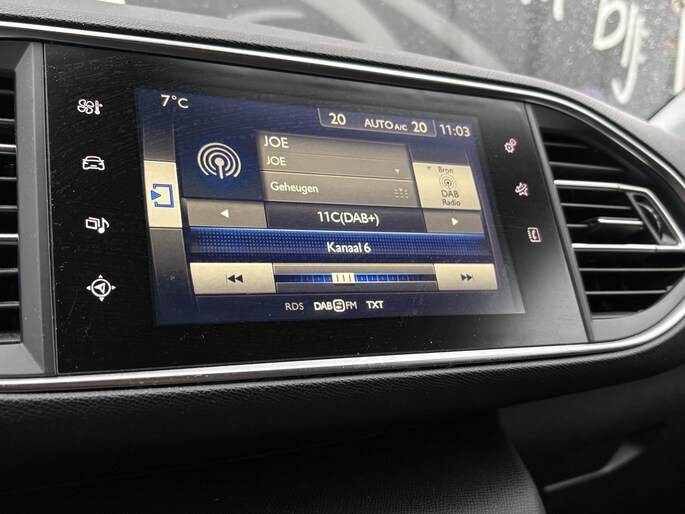 bij
7°C
20 AUTO A/C 20 11:03
JOE
JOE
Bron
Geheugen
DAB
Radio
11C(DAB+)
Kanaal 6
RDS DAB FM TXT